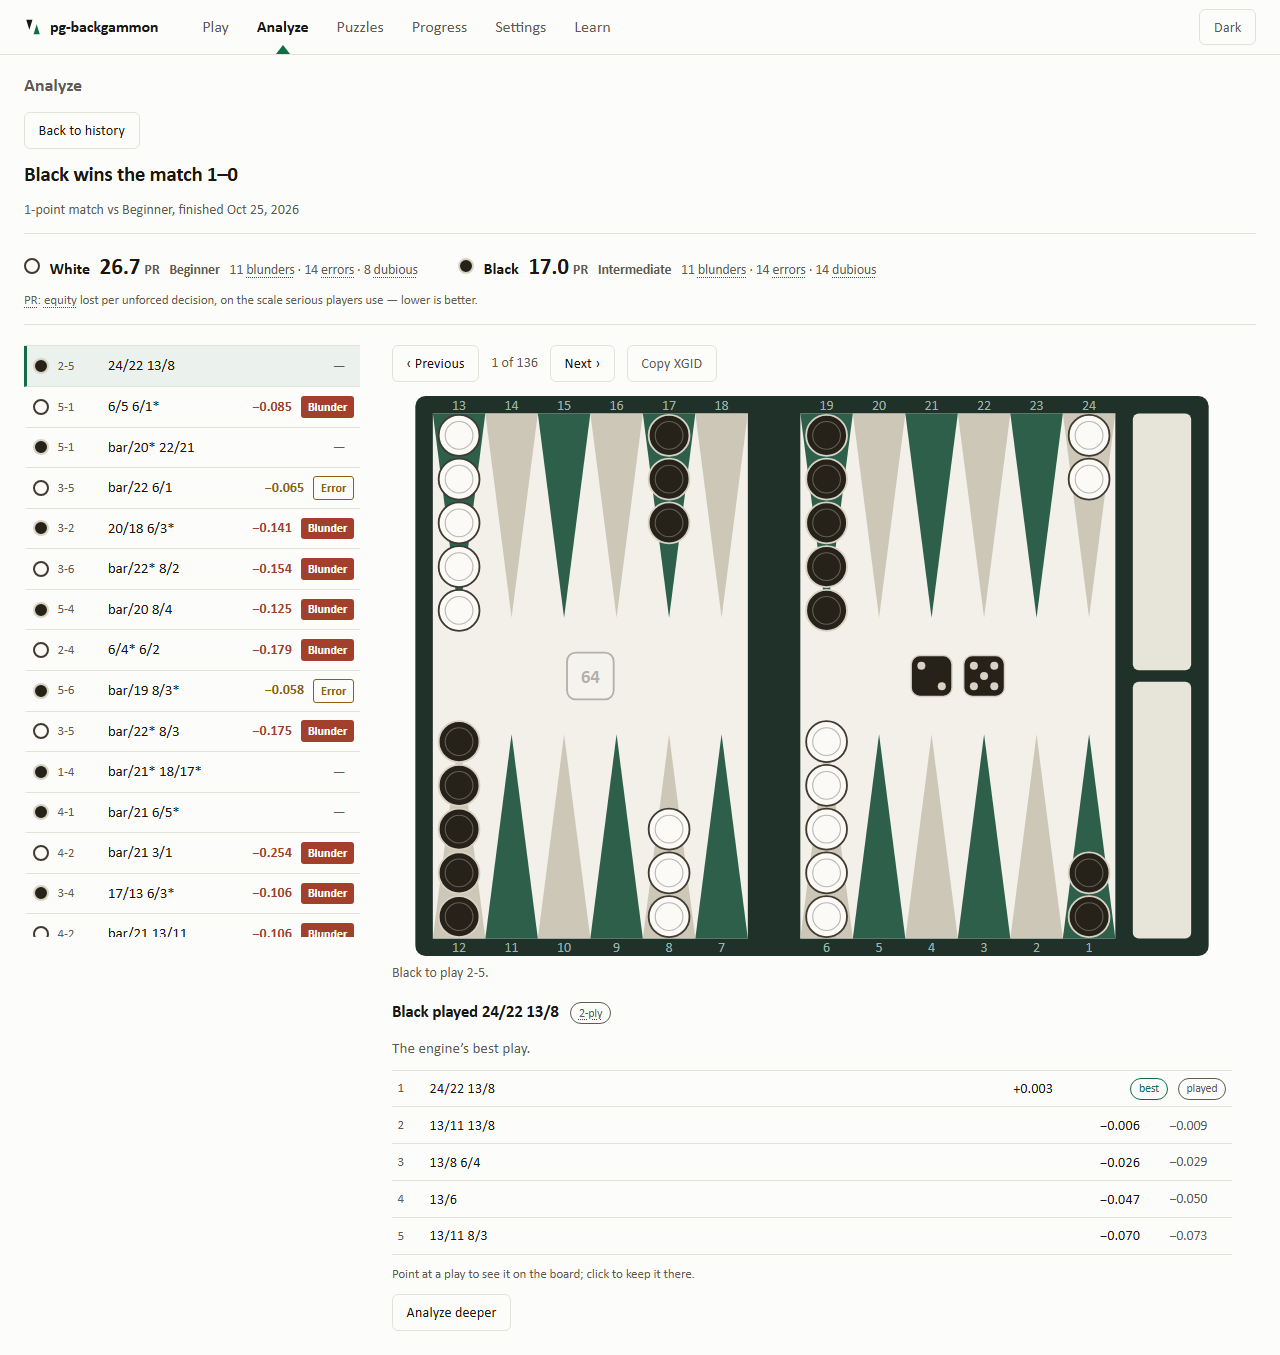 pg-backgammon Play Analyze Puzzles Progress Settings Learn Dark
Analyze
Back to history
Black wins the match 1–0
1-point match vs Beginner, finished Oct 25, 2026
White 26.7 PR Beginner 11 blunders · 14 errors · 8 dubious Black 17.0 PR Intermediate 11 blunders · 14 errors · 14 dubious
PR: equity lost per unforced decision, on the scale serious players use — lower is better.
2-5 24/22 13/8 —
5-1 6/5 6/1* −0.085 Blunder
5-1 bar/20* 22/21 —
3-5 bar/22 6/1 −0.065 Error
3-2 20/18 6/3* −0.141 Blunder
3-6 bar/22* 8/2 −0.154 Blunder
5-4 bar/20 8/4 −0.125 Blunder
2-4 6/4* 6/2 −0.179 Blunder
5-6 bar/19 8/3* −0.058 Error
3-5 bar/22* 8/3 −0.175 Blunder
1-4 bar/21* 18/17* —
4-1 bar/21 6/5* —
4-2 bar/21 3/1 −0.254 Blunder
3-4 17/13 6/3* −0.106 Blunder
4-2 bar/21 13/11 −0.106 Blunder
‹ Previous 1 of 136 Next › Copy XGID
13 14 15 16 17 18 19 20 21 22 23 24
64
12 11 10 9 8 7 6 5 4 3 2 1
Black to play 2-5.
Black played 24/22 13/8 2-ply
The engine’s best play.
1 24/22 13/8 +0.003 best played
2 13/11 13/8 −0.006 −0.009
3 13/8 6/4 −0.026 −0.029
4 13/6 −0.047 −0.050
5 13/11 8/3 −0.070 −0.073
Point at a play to see it on the board; click to keep it there.
Analyze deeper